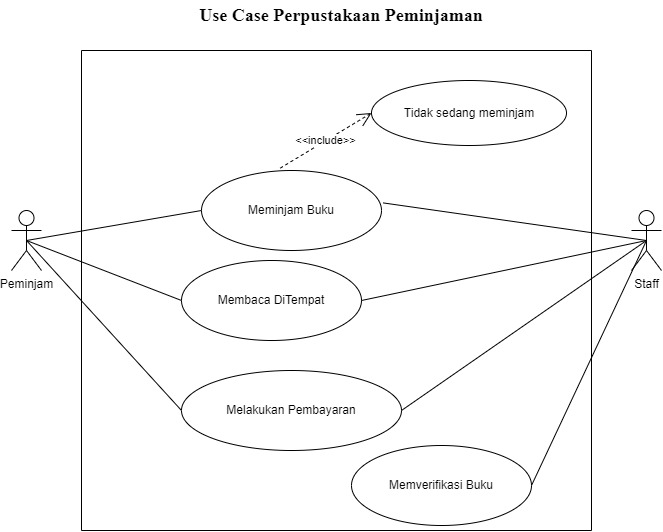 Use Case Perpustakaan Peminjaman
Tidak sedang meminjam
<<include>>
Meminjam Buku
Peminjam
Staff
Membaca DiTempat
Melakukan Pembayaran
Memverifikasi Buku